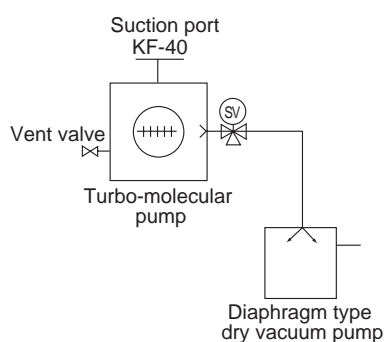 Suction port
KF-40
SV
Vent valve
Turbo-molecular
pump
Diaphragm type
dry vacuum pump